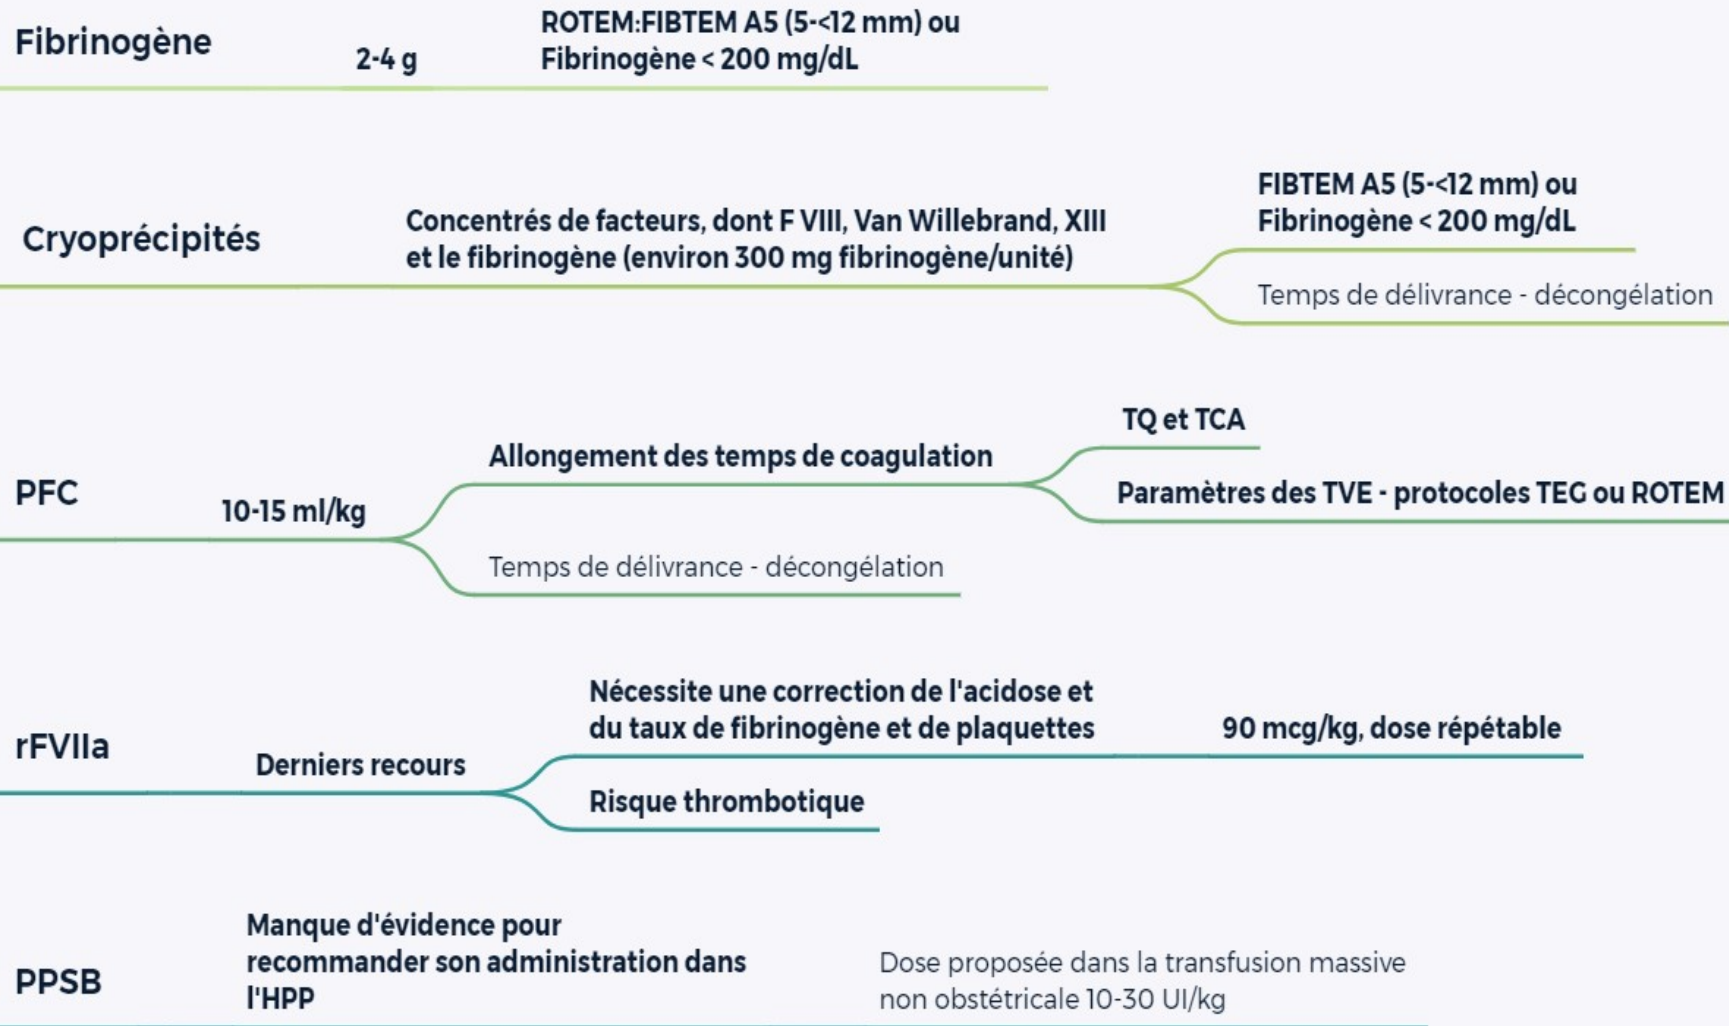 Fibrinogène
2-4 g
ROTEM:FIBTEM A5 (5-<12 mm) ou
Fibrinogène < 200 mg/dL
Cryoprécipités
Concentrés de facteurs, dont F VIII, Van Willebrand, XIII
et le fibrinogène (environ 300 mg fibrinogène/unité)
FIBTEM A5 (5-<12 mm) ou
Fibrinogène < 200 mg/dL
Temps de délivrance - décongélation
PFC
10-15 ml/kg
Allongement des temps de coagulation
TQ et TCA
Paramètres des TVE - protocoles TEG ou ROTEM
Temps de délivrance - décongélation
rFVIIa
Derniers recours
Nécessite une correction de l'acidose et
du taux de fibrinogène et de plaquettes
90 mcg/kg, dose répétable
Risque thrombotique
PPSB
Manque d'évidence pour
recommander son administration dans
l'HPP
Dose proposée dans la transfusion massive
non obstétricale 10-30 UI/kg